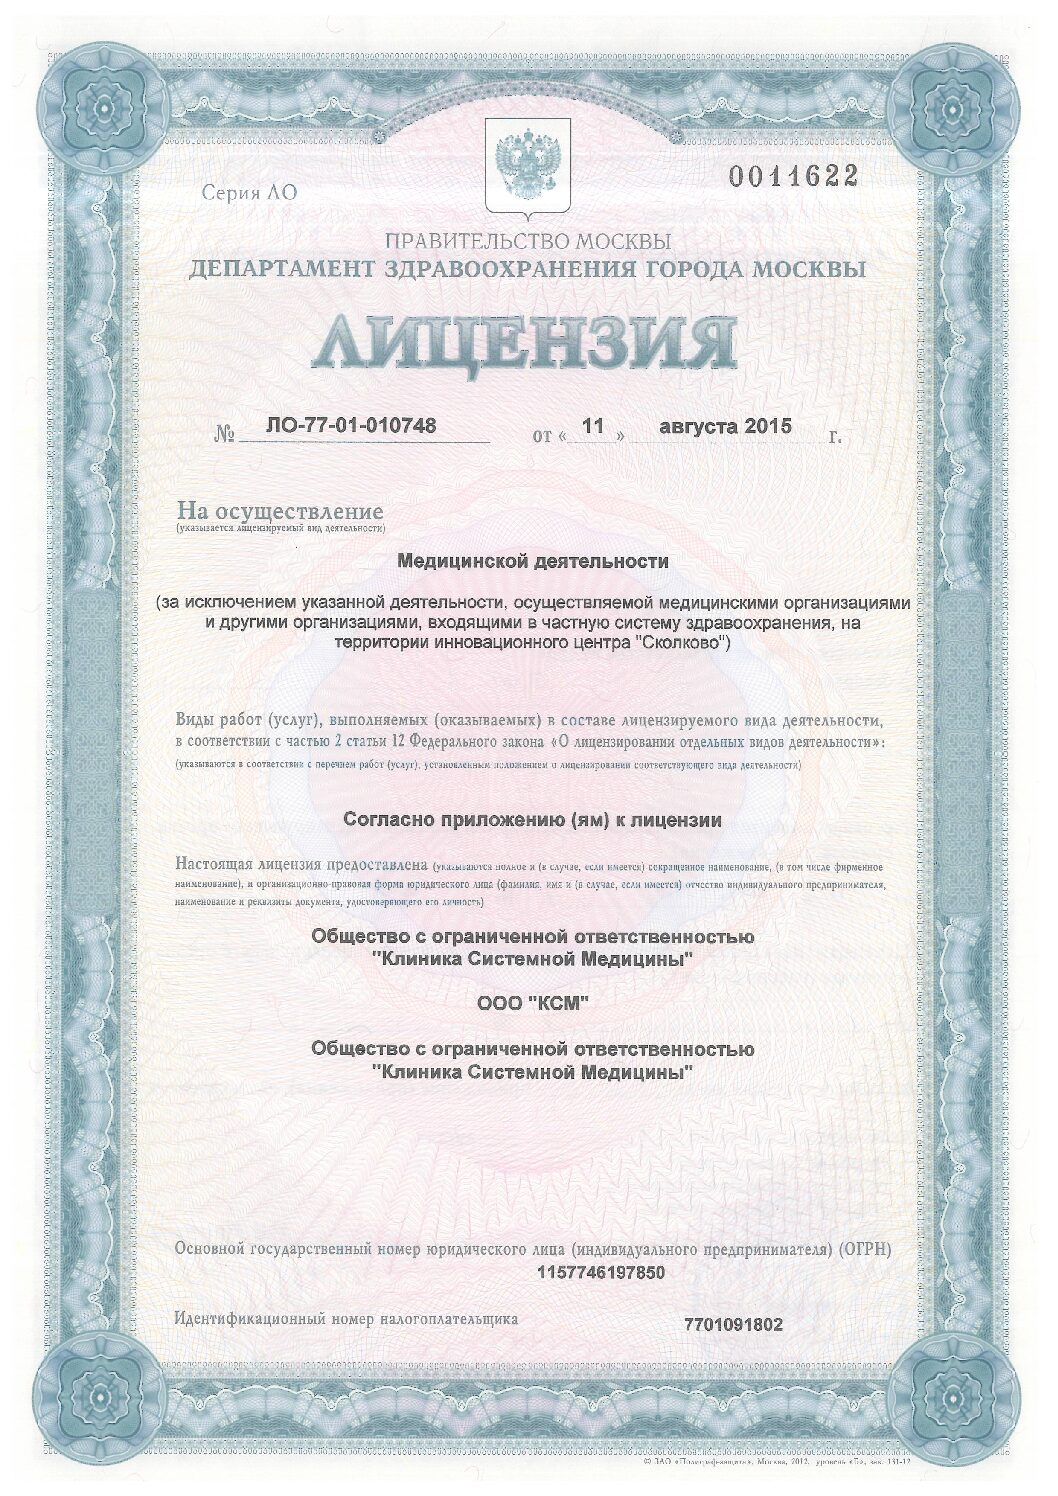 Серия ЛО
0011622
ПРАВИТЕЛЬСТВО МОСКВЫ
ДЕПАРТАМЕНТ ЗДРАВООХРАНЕНИЯ ГОРОДА МОСКВЫ
ЛИЦЕНЗИЯ
№ ЛО-77-01-010748 от « 11 » августа 2015 г.
На осуществление
(указывается лицензируемый вид деятельности)
Медицинской деятельности
(за исключением указанной деятельности, осуществляемой медицинскими организациями
и другими организациями, входящими в частную систему здравоохранения, на
территории инновационного центра "Сколково")
Виды работ (услуг), выполняемых (оказываемых) в составе лицензируемого вида деятельности,
в соответствии с частью 2 статьи 12 Федерального закона «О лицензировании отдельных видов деятельности»:
(указываются в соответствии с перечнем работ (услуг), установленным положением о лицензировании соответствующего вида деятельности)
Согласно приложению (ям) к лицензии
Настоящая лицензия предоставлена (указываются полное и (в случае, если имеется) сокращенное наименование, (в том числе фирменное
наименование), и организационно-правовая форма юридического лица (фамилия, имя и (в случае, если имеется) отчество индивидуального предпринимателя,
наименование и реквизиты документа, удостоверяющего его личность)
Общество с ограниченной ответственностью
"Клиника Системной Медицины"
ООО "КСМ"
Общество с ограниченной ответственностью
"Клиника Системной Медицины"
Основной государственный номер юридического лица (индивидуального предпринимателя) (ОГРН)
1157746197850
Идентификационный номер налогоплательщика 7701091802
© ЗАО «Полиграф-защита», Москва, 2012, уровень «Б», зак. 131-12